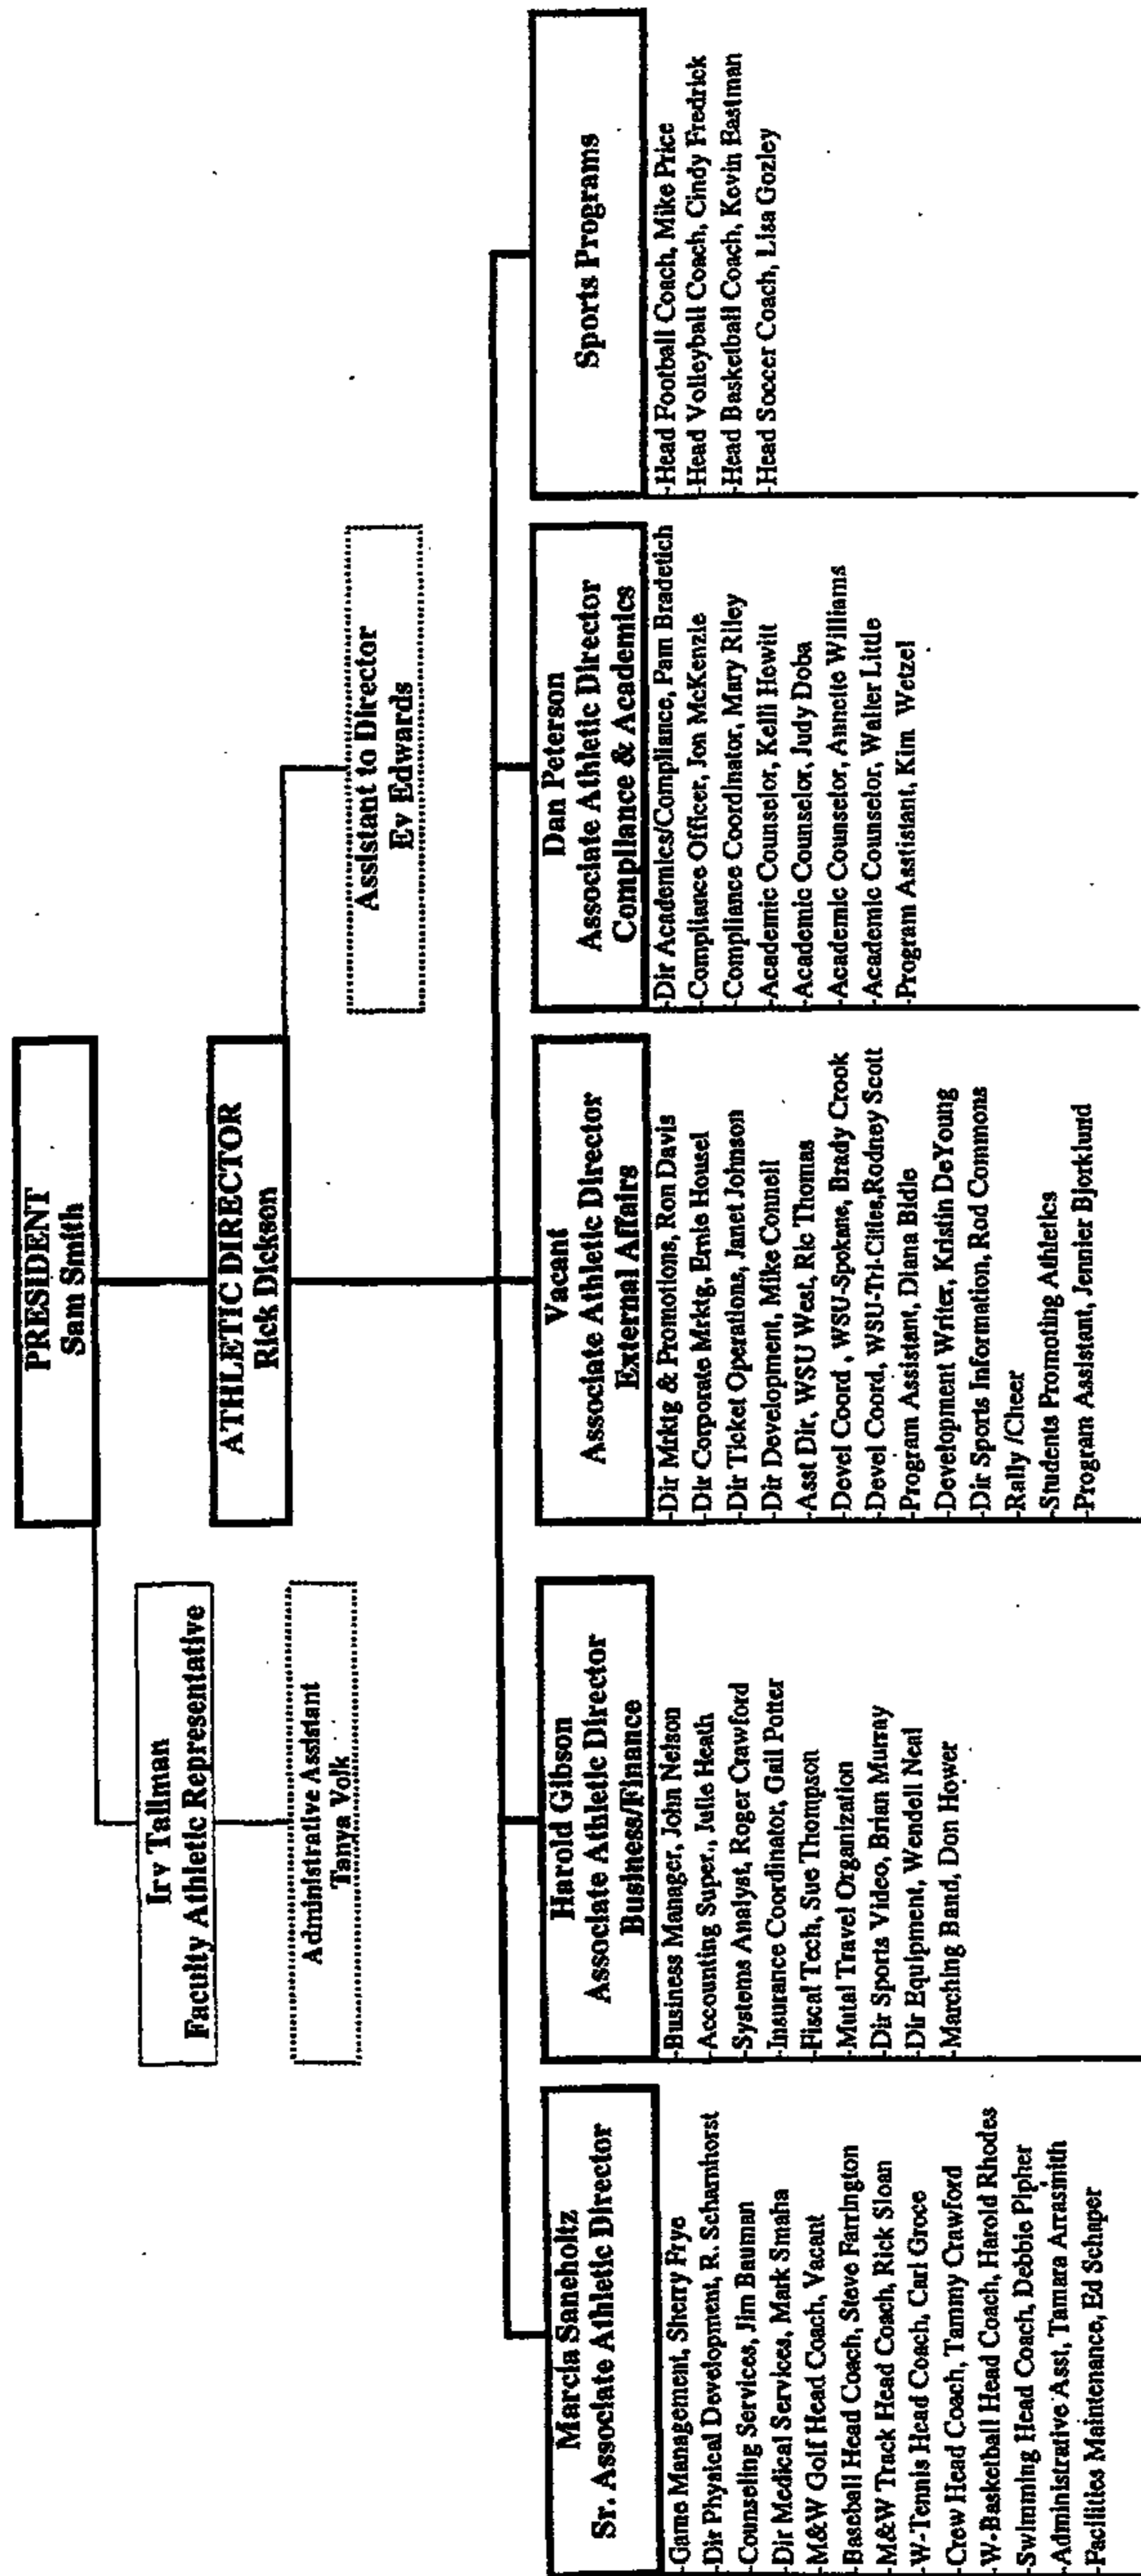 PRESIDENT
Sam Smith
Irv Tallman
Faculty Athletic Representative
ATHLETIC DIRECTOR
Rick Dickson
Administrative Assistant
Tanya Volk
Assistant to Director
Ev Edwards
Marcia Saneholtz
Sr. Associate Athletic Director
-Game Management, Sherry Frye
-Dir Physical Development, R. Scharnhorst
-Counseling Services, Jim Bauman
-Dir Medical Services, Mark Smaha
-M&W Golf Head Coach, Vacant
-Baseball Head Coach, Steve Farrington
-M&W Track Head Coach, Rick Sloan
-W-Tennis Head Coach, Carl Groce
-Crew Head Coach, Tammy Crawford
-W-Basketball Head Coach, Harold Rhodes
-Swimming Head Coach, Debbie Pipher
-Administrative Asst, Tamara Arrasmith
-Facilities Maintenance, Ed Schaper
Harold Gibson
Associate Athletic Director
Business/Finance
-Business Manager, John Nelson
-Accounting Super., Julie Heath
-Systems Analyst, Roger Crawford
-Insurance Coordinator, Gail Potter
-Fiscal Tech, Sue Thompson
-Mutal Travel Organization
-Dir Sports Video, Brian Murray
-Dir Equipment, Wendell Neal
-Marching Band, Don Hower
Vacant
Associate Athletic Director
External Affairs
-Dir Mrktg & Promotions, Ron Davis
-Dir Corporate Mrktg, Ernie Housel
-Dir Ticket Operations, Janet Johnson
-Dir Development, Mike Connell
-Asst Dir, WSU West, Ric Thomas
-Devel Coord , WSU-Spokane, Brady Crook
-Devel Coord, WSU-Tri-Cities,Rodney Scott
-Program Assistant, Diana Bidle
-Development Writer, Kristin DeYoung
-Dir Sports Information, Rod Commons
-Rally /Cheer
-Students Promoting Athletics
-Program Assistant, Jennier Bjorklund
Dan Peterson
Associate Athletic Director
Compliance & Academics
-Dir Academics/Compliance, Pam Bradetich
-Compliance Officer, Jon McKenzie
-Compliance Coordinator, Mary Riley
-Academic Counselor, Kelli Hewitt
-Academic Counselor, Judy Doba
-Academic Counselor, Annette Williams
-Academic Counselor, Walter Little
-Program Asstistant, Kim Wetzel
Sports Programs
-Head Football Coach, Mike Price
-Head Volleyball Coach, Cindy Fredrick
-Head Basketball Coach, Kevin Eastman
-Head Soccer Coach, Lisa Gozley